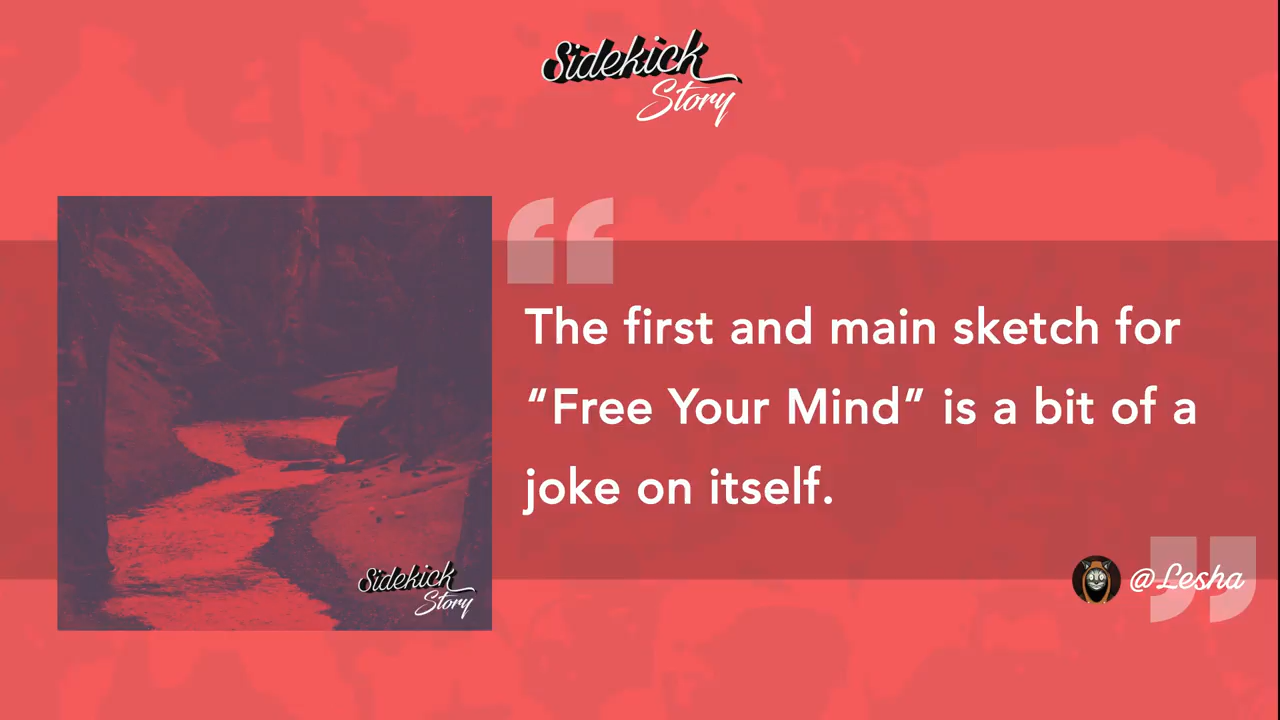 Sidekick
Story
“
The first and main sketch for
“Free Your Mind” is a bit of a
joke on itself.
”
@Lesha
Sidekick
Story